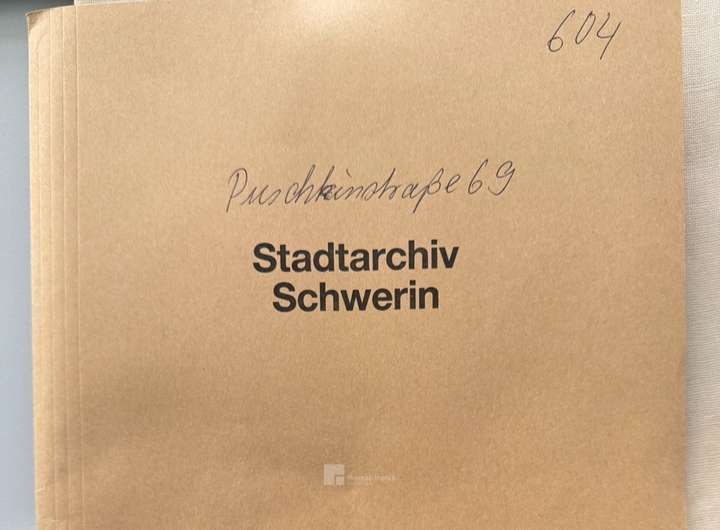 604
Puschkinstraße 69
Stadtarchiv
Schwerin